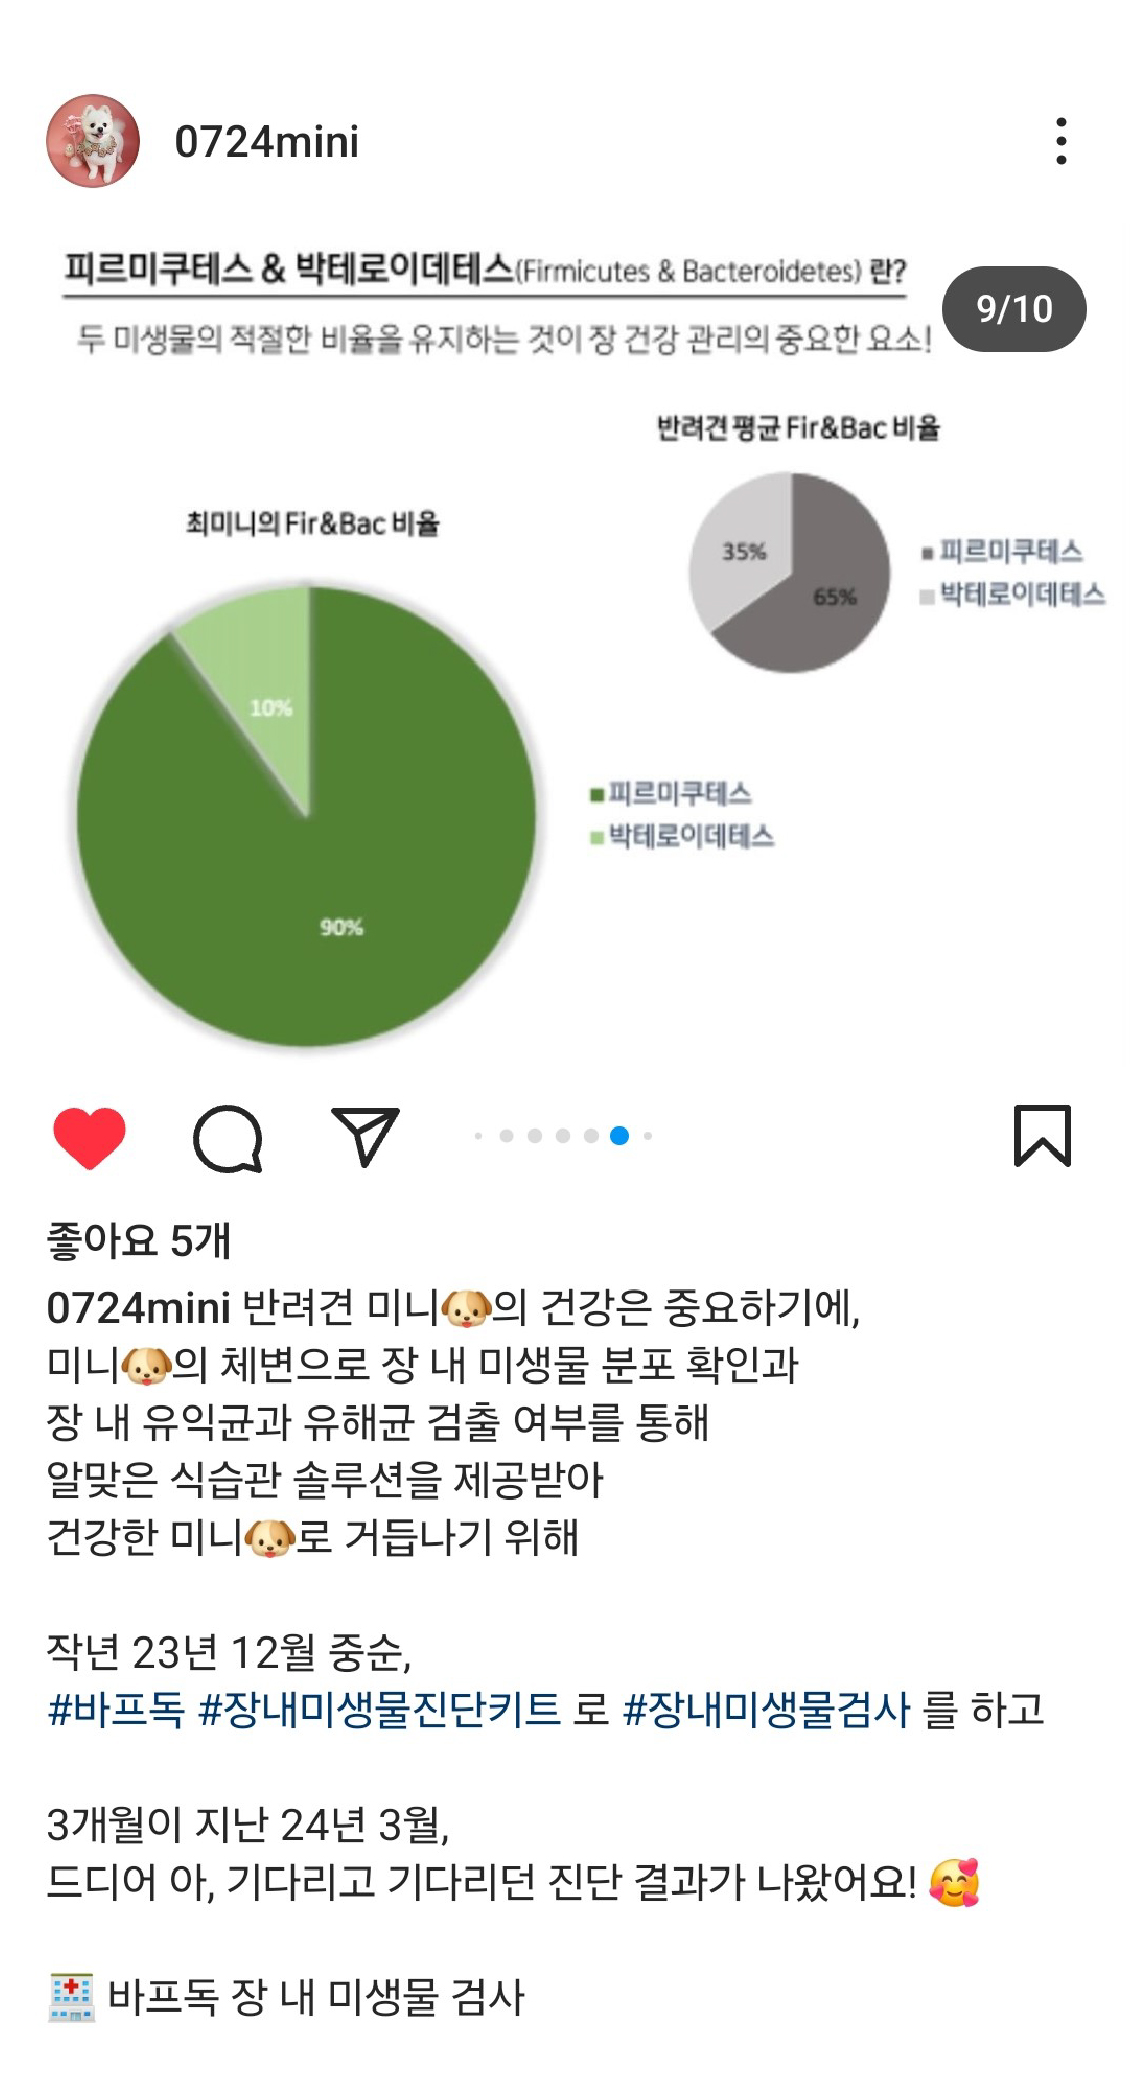 0724mini
피르미쿠테스 & 박테로이데테스(Firmicutes & Bacteroidetes) 란?
9/10
두 미생물의 적절한 비율을 유지하는 것이 장 건강 관리의 중요한 요소!
반려견 평균 Fir&Bac 비율
35%
65%
피르미쿠테스
박테로이데테스
최미니의 Fir&Bac 비율
10%
90%
피르미쿠테스
박테로이데테스
좋아요 5개
0724mini 반려견 미니🐶의 건강은 중요하기에,
미니🐶의 체변으로 장 내 미생물 분포 확인과
장 내 유익균과 유해균 검출 여부를 통해
알맞은 식습관 솔루션을 제공받아
건강한 미니🐶로 거듭나기 위해
작년 23년 12월 중순,
#바프독 #장내미생물진단키트 로 #장내미생물검사 를 하고
3개월이 지난 24년 3월,
드디어 아, 기다리고 기다리던 진단 결과가 나왔어요! 🥰
🏥 바프독 장 내 미생물 검사